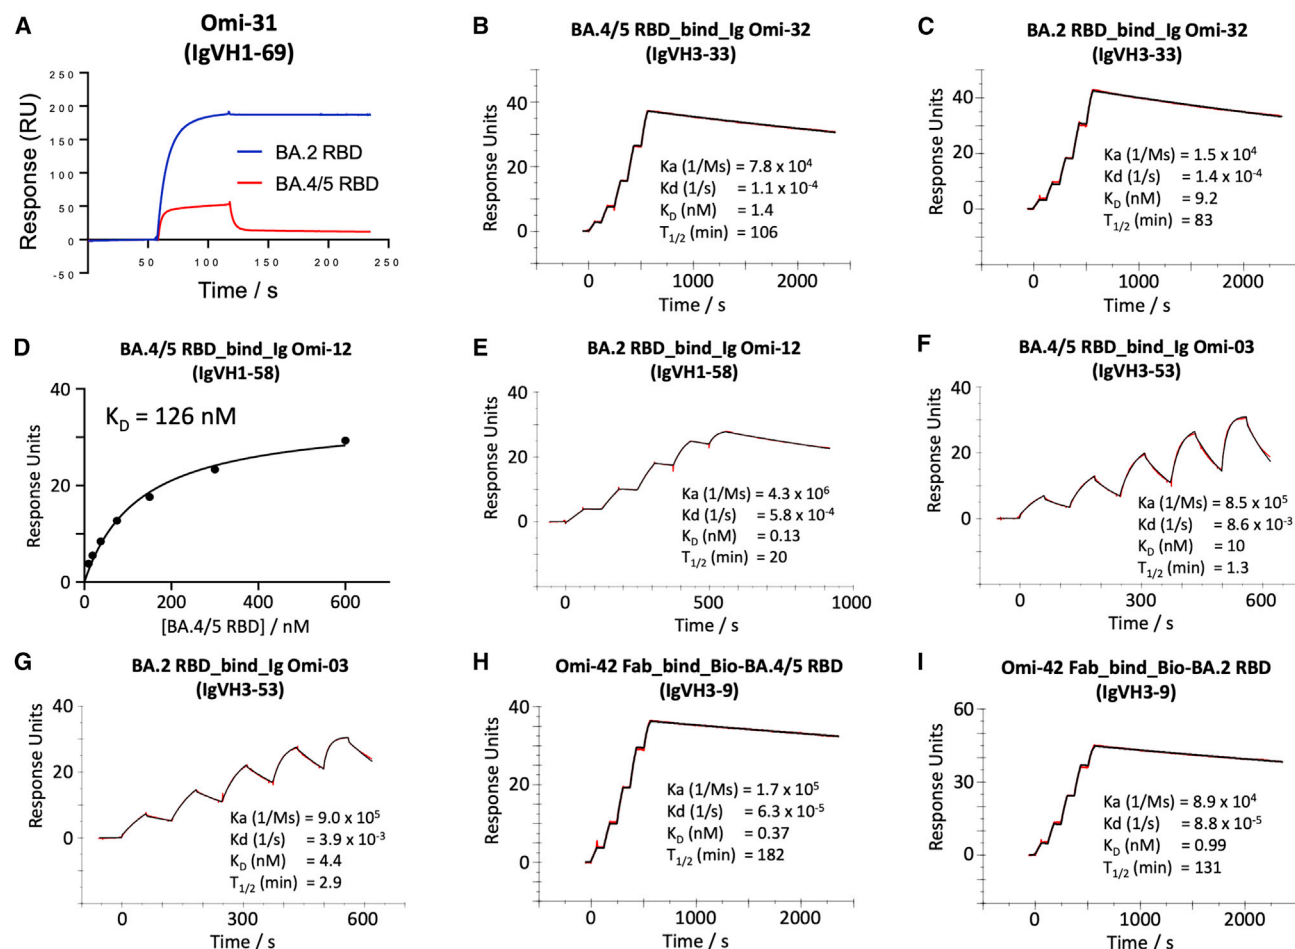 A
Omi-31
(IgVH1-69)
Response (RU)
250
200
150
100
50
0
-50
BA.2 RBD
BA.4/5 RBD
50 100 150 200 250
Time / s
B
BA.4/5 RBD_bind_Ig Omi-32
(IgVH3-33)
Response Units
40
20
0
Ka (1/Ms) = 7.8 x 10⁴
Kd (1/s) = 1.1 x 10⁻⁴
K_D (nM) = 1.4
T_1/2 (min) = 106
0 1000 2000
Time / s
C
BA.2 RBD_bind_Ig Omi-32
(IgVH3-33)
Response Units
40
20
0
Ka (1/Ms) = 1.5 x 10⁴
Kd (1/s) = 1.4 x 10⁻⁴
K_D (nM) = 9.2
T_1/2 (min) = 83
0 1000 2000
Time / s
D
BA.4/5 RBD_bind_Ig Omi-12
(IgVH1-58)
Response Units
40
30
20
10
0
K_D = 126 nM
0 200 400 600
[BA.4/5 RBD] / nM
E
BA.2 RBD_bind_Ig Omi-12
(IgVH1-58)
Response Units
40
20
0
Ka (1/Ms) = 4.3 x 10⁶
Kd (1/s) = 5.8 x 10⁻⁴
K_D (nM) = 0.13
T_1/2 (min) = 20
0 500 1000
Time / s
F
BA.4/5 RBD_bind_Ig Omi-03
(IgVH3-53)
Response Units
40
20
0
Ka (1/Ms) = 8.5 x 10⁵
Kd (1/s) = 8.6 x 10⁻³
K_D (nM) = 10
T_1/2 (min) = 1.3
0 300 600
Time / s
G
BA.2 RBD_bind_Ig Omi-03
(IgVH3-53)
Response Units
40
20
0
Ka (1/Ms) = 9.0 x 10⁵
Kd (1/s) = 3.9 x 10⁻³
K_D (nM) = 4.4
T_1/2 (min) = 2.9
0 300 600
Time / s
H
Omi-42 Fab_bind_Bio-BA.4/5 RBD
(IgVH3-9)
Response Units
40
30
20
10
0
Ka (1/Ms) = 1.7 x 10⁵
Kd (1/s) = 6.3 x 10⁻⁵
K_D (nM) = 0.37
T_1/2 (min) = 182
0 1000 2000
Time / s
I
Omi-42 Fab_bind_Bio-BA.2 RBD
(IgVH3-9)
Response Units
60
30
0
Ka (1/Ms) = 8.9 x 10⁴
Kd (1/s) = 8.8 x 10⁻⁵
K_D (nM) = 0.99
T_1/2 (min) = 131
0 1000 2000
Time / s